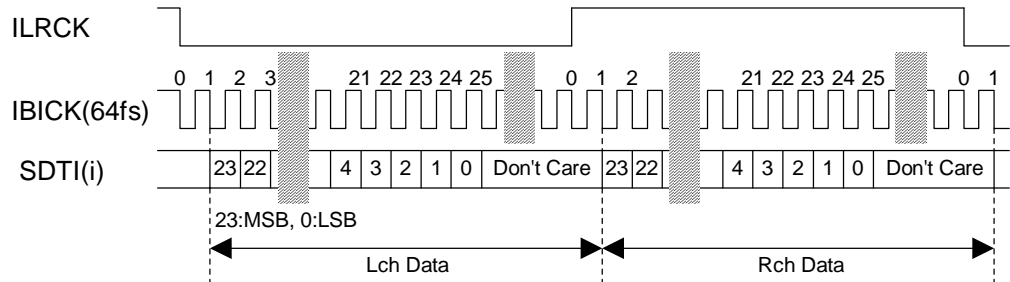 ILRCK
0 1 2 3 21 22 23 24 25 0 1 2 21 22 23 24 25 0 1
IBICK(64fs)
SDTI(i) 23 22 4 3 2 1 0 Don't Care 23 22 4 3 2 1 0 Don't Care
23:MSB, 0:LSB
Lch Data Rch Data